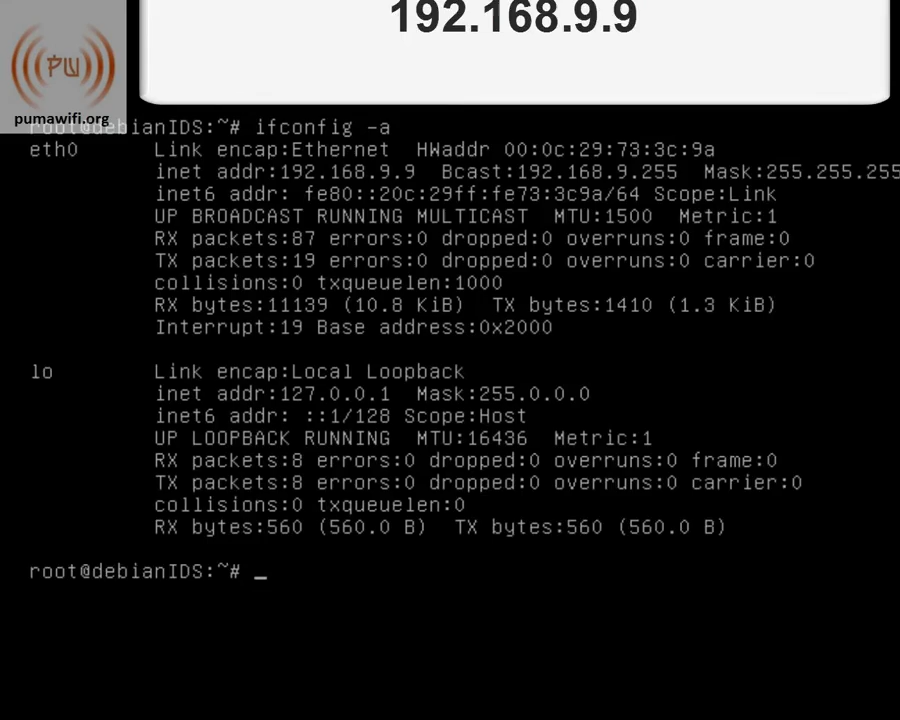 192.168.9.9
PW
pumawifi.org
root@debianIDS:~# ifconfig -a
eth0 Link encap:Ethernet HWaddr 00:0c:29:73:3c:9a
inet addr:192.168.9.9 Bcast:192.168.9.255 Mask:255.255.255
inet6 addr: fe80::20c:29ff:fe73:3c9a/64 Scope:Link
UP BROADCAST RUNNING MULTICAST MTU:1500 Metric:1
RX packets:87 errors:0 dropped:0 overruns:0 frame:0
TX packets:19 errors:0 dropped:0 overruns:0 carrier:0
collisions:0 txqueuelen:1000
RX bytes:11139 (10.8 KiB) TX bytes:1410 (1.3 KiB)
Interrupt:19 Base address:0x2000
lo Link encap:Local Loopback
inet addr:127.0.0.1 Mask:255.0.0.0
inet6 addr: ::1/128 Scope:Host
UP LOOPBACK RUNNING MTU:16436 Metric:1
RX packets:8 errors:0 dropped:0 overruns:0 frame:0
TX packets:8 errors:0 dropped:0 overruns:0 carrier:0
collisions:0 txqueuelen:0
RX bytes:560 (560.0 B) TX bytes:560 (560.0 B)
root@debianIDS:~# _